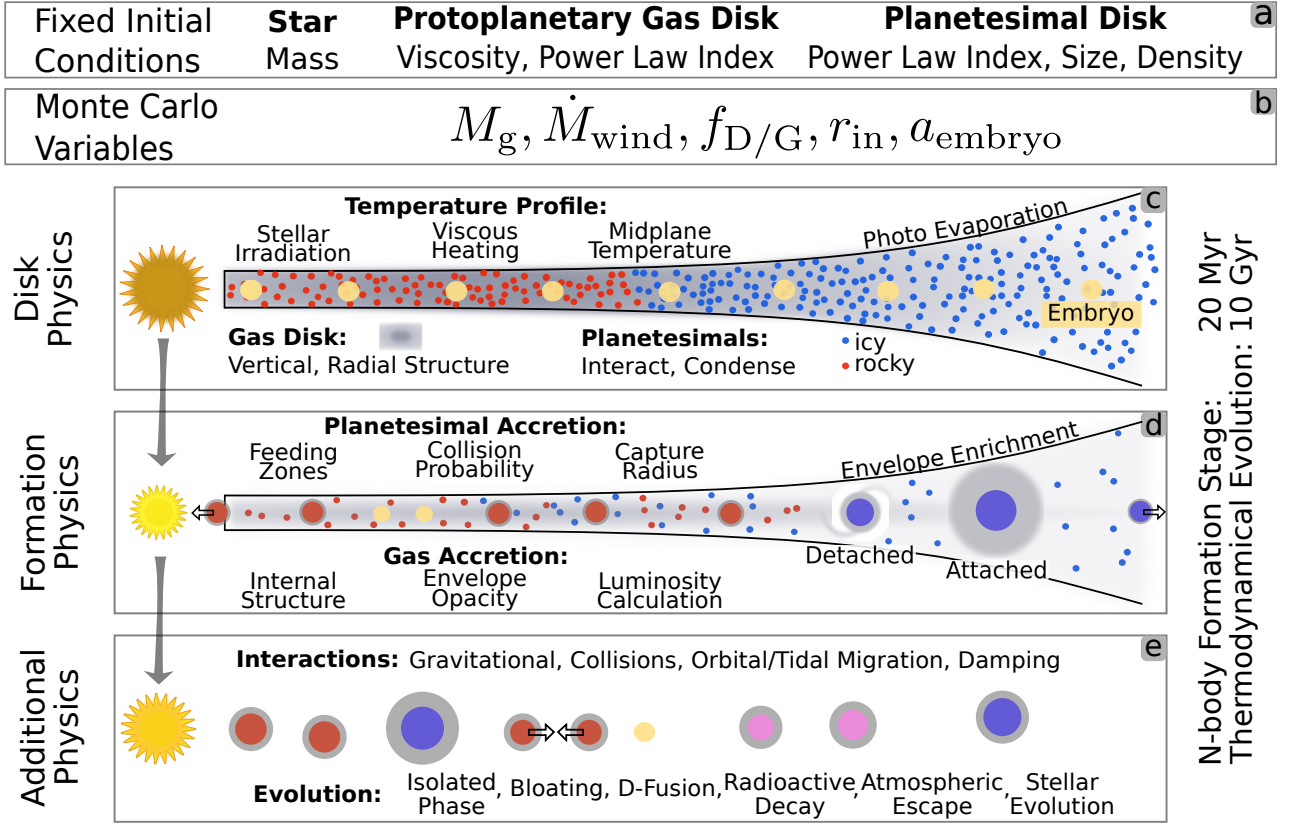 Fixed Initial
Conditions
Star
Mass
Protoplanetary Gas Disk
Viscosity, Power Law Index
Planetesimal Disk
Power Law Index, Size, Density
a
Monte Carlo
Variables
M_g, Ṁ_wind, f_D/G, r_in, a_embryo
b
Disk
Physics
Temperature Profile:
Stellar
Irradiation
Viscous
Heating
Midplane
Temperature
Photo Evaporation
c
Embryo
Gas Disk:
Vertical, Radial Structure
Planetesimals:
Interact, Condense
icy
rocky
Formation
Physics
Planetesimal Accretion:
Feeding
Zones
Collision
Probability
Capture
Radius
Envelope Enrichment
d
Detached
Attached
Gas Accretion:
Internal
Structure
Envelope
Opacity
Luminosity
Calculation
Additional
Physics
Interactions: Gravitational, Collisions, Orbital/Tidal Migration, Damping
e
Evolution:
Isolated
Phase
, Bloating, D-Fusion,
Radioactive
Decay
,
Atmospheric
Escape
,
Stellar
Evolution
N-body Formation Stage: 20 Myr
Thermodynamical Evolution: 10 Gyr